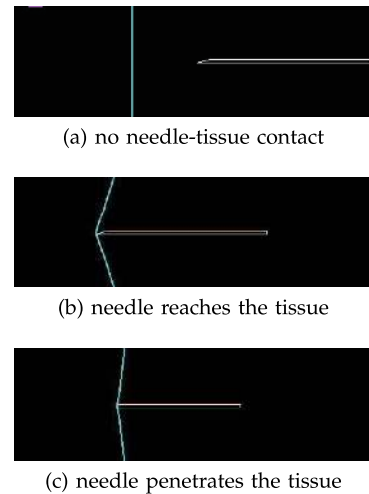 (a) no needle-tissue contact
(b) needle reaches the tissue
(c) needle penetrates the tissue